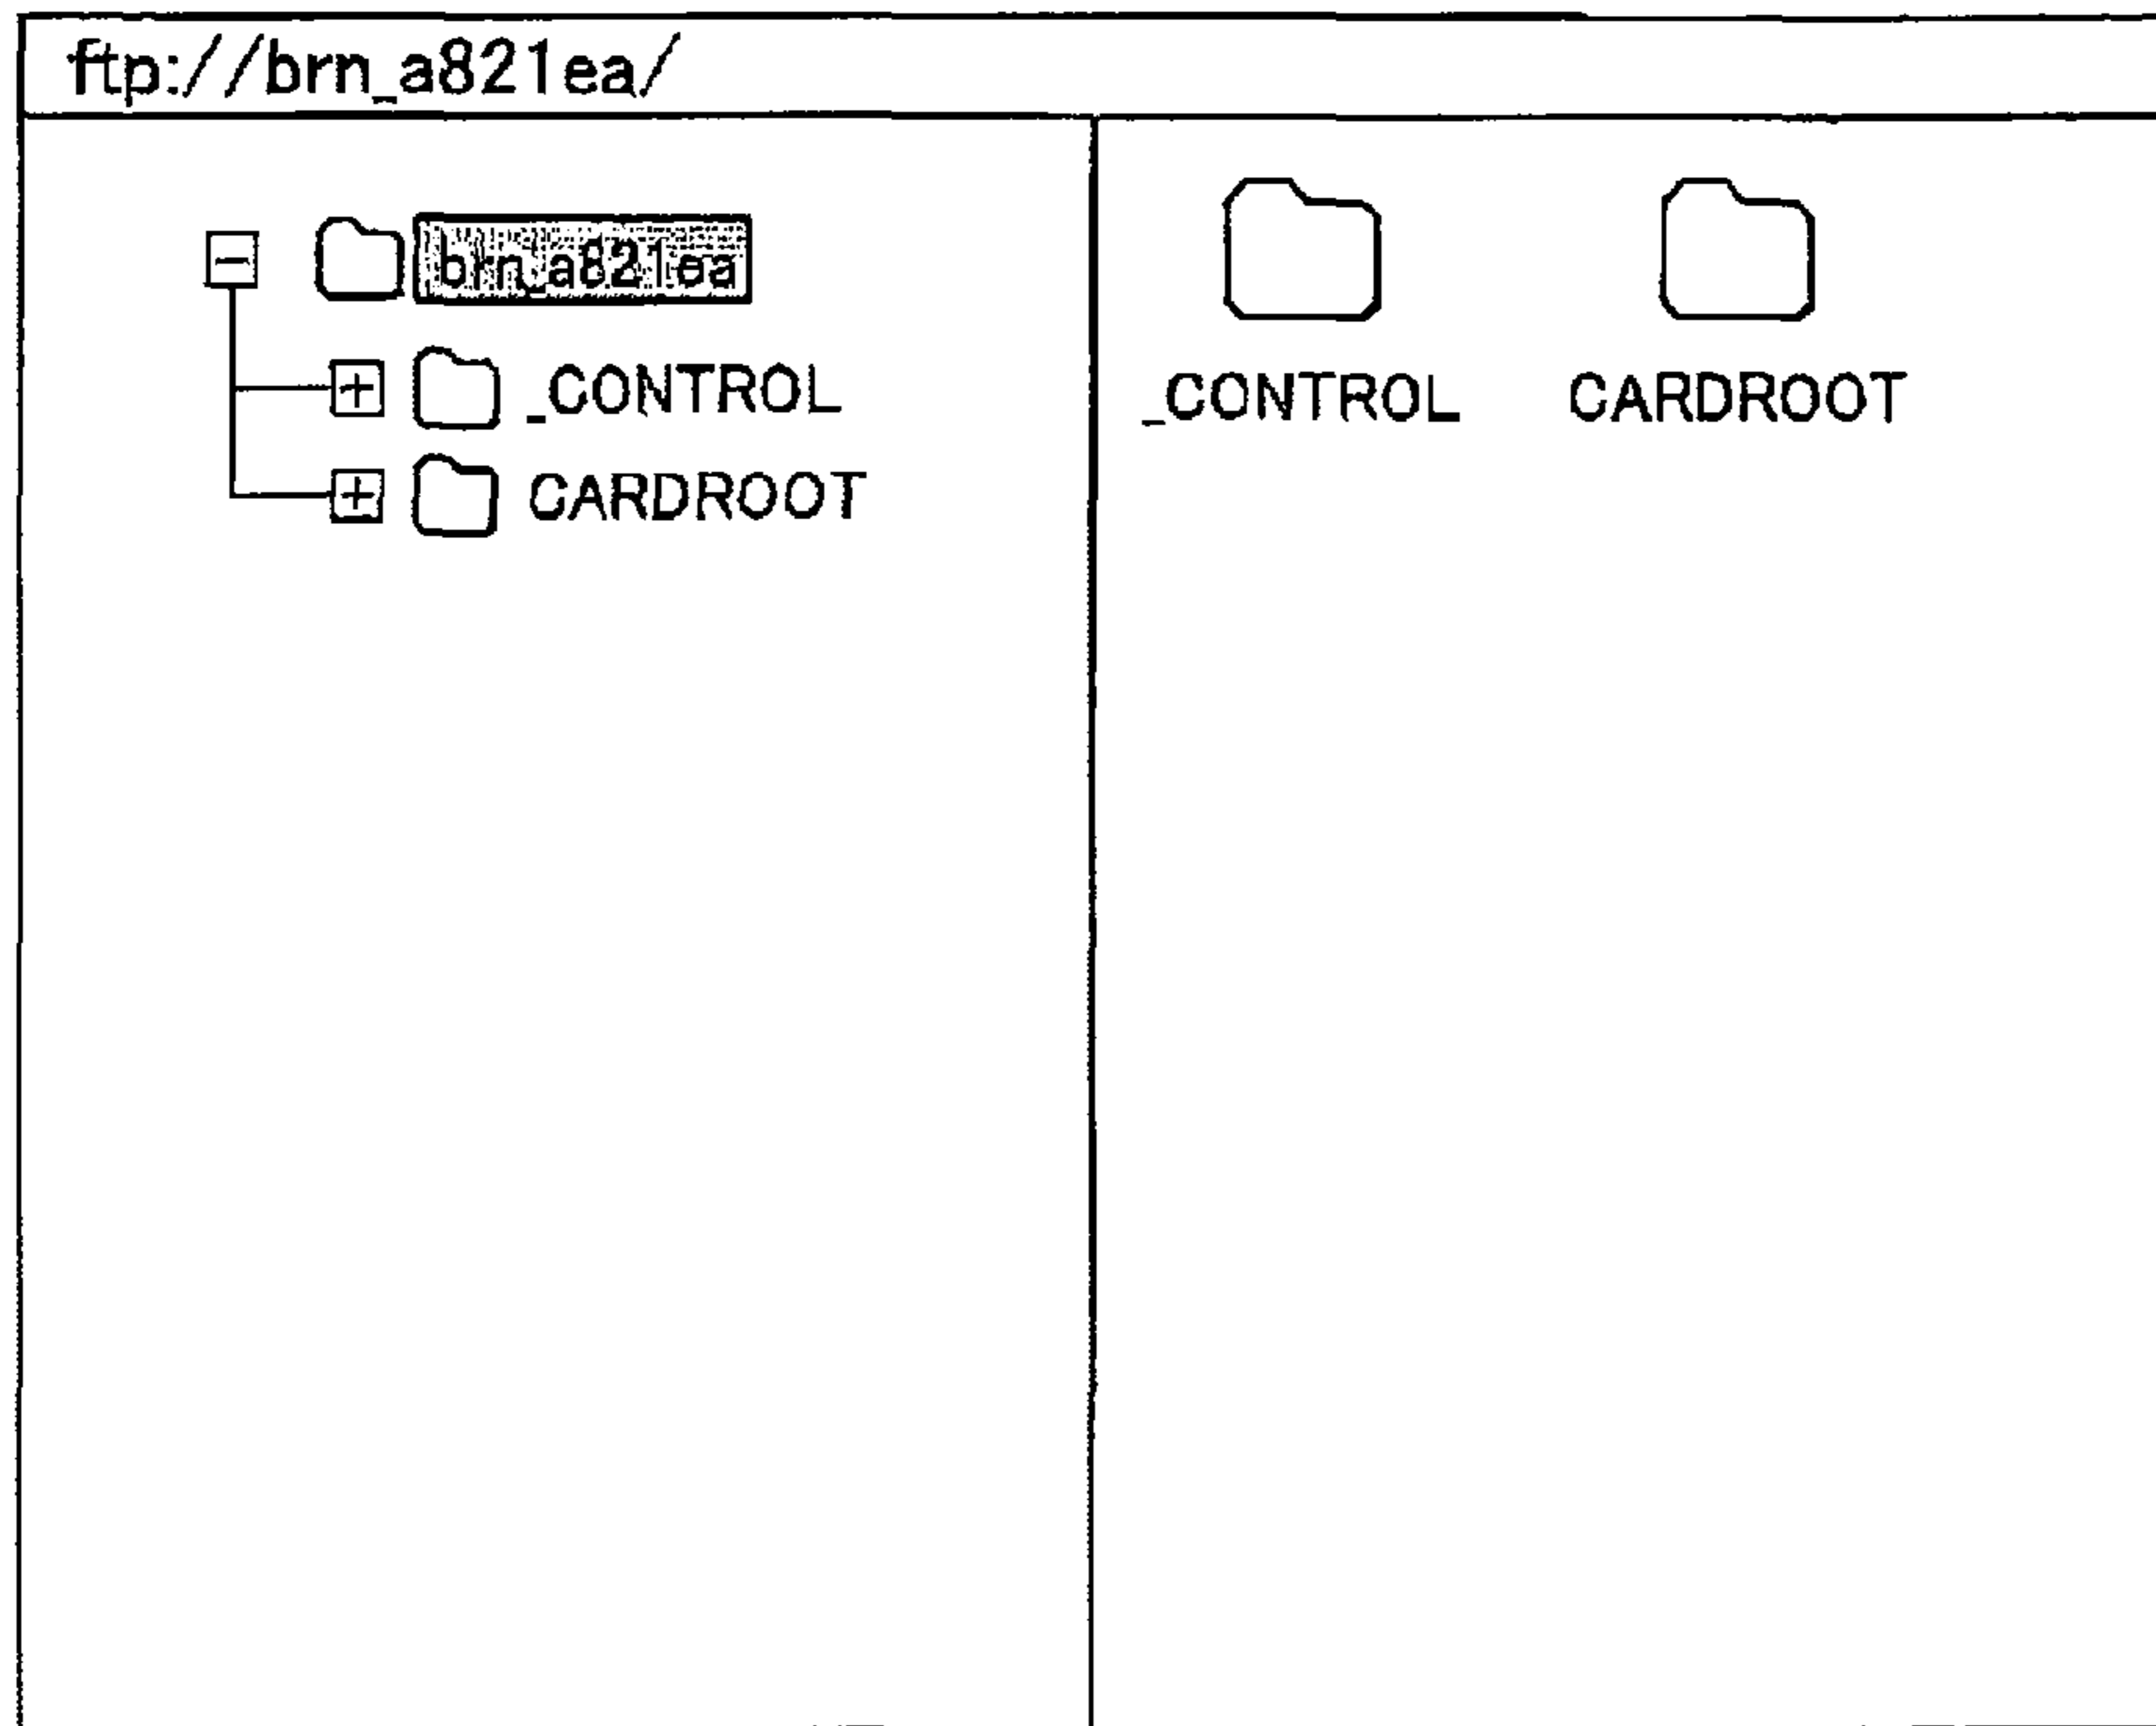 ftp://brn_a821ea/
brn_a821ea
_CONTROL
CARDROOT
_CONTROL CARDROOT